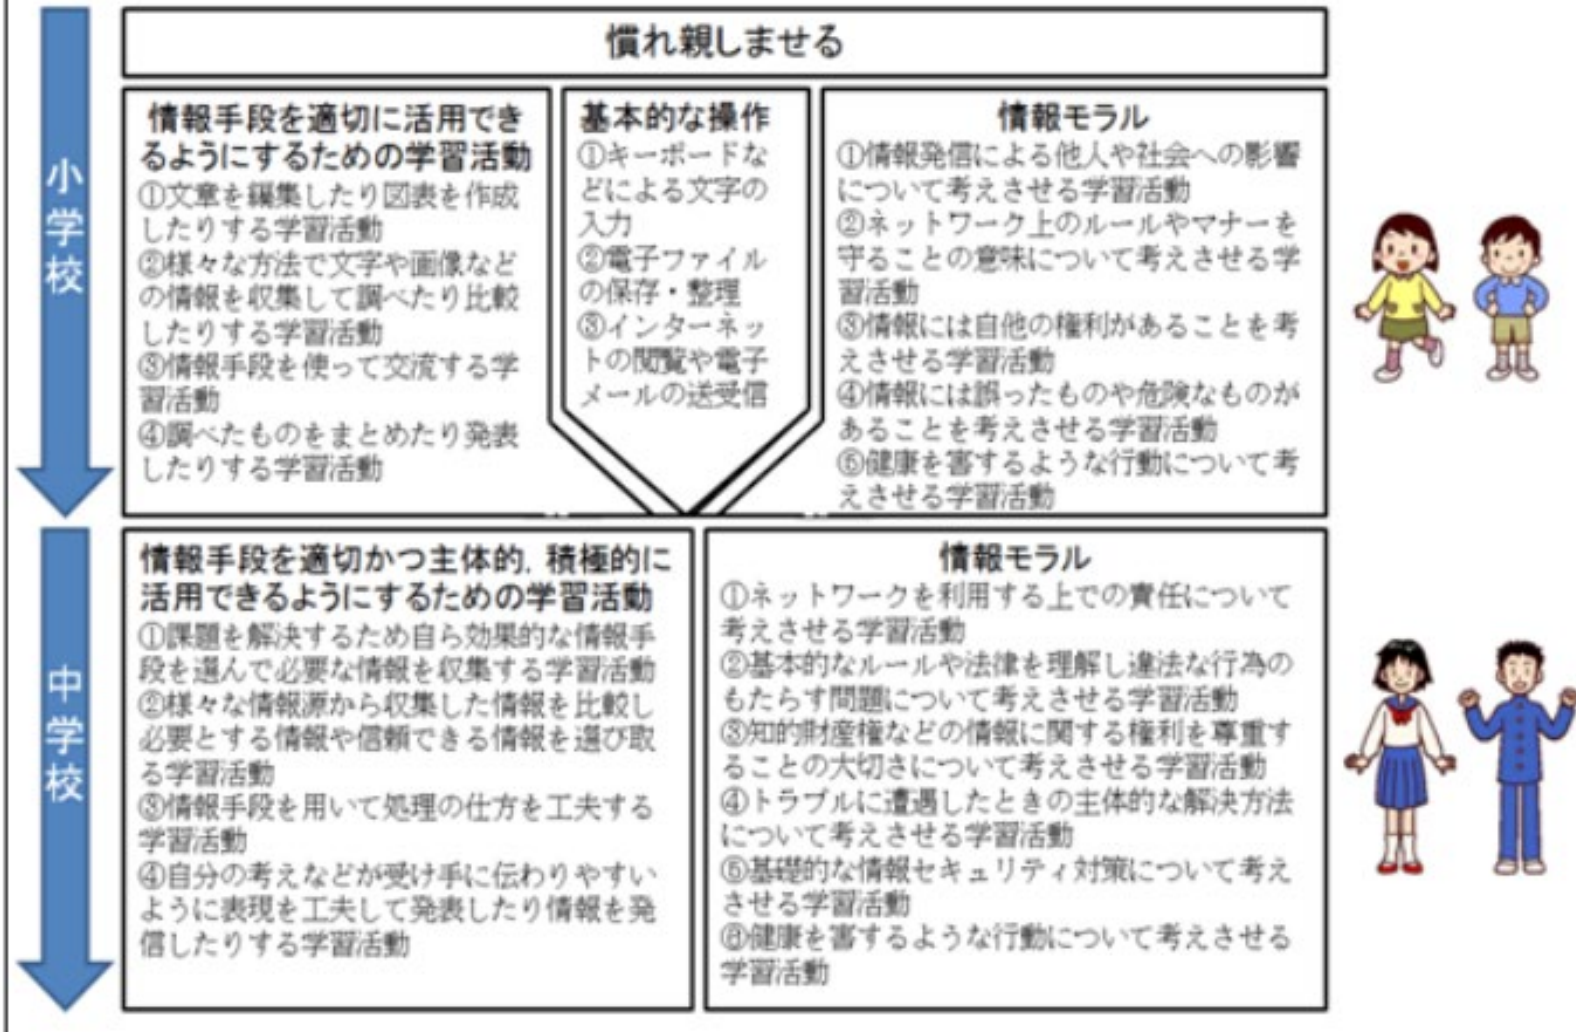 小学校
慣れ親しませる
情報手段を適切に活用でき
るようにするための学習活動
①文章を編集したり図表を作成
したりする学習活動
②様々な方法で文字や画像など
の情報を収集して調べたり比較
したりする学習活動
③情報手段を使って交流する学
習活動
④調べたものをまとめたり発表
したりする学習活動
基本的な操作
①キーボードな
どによる文字の
入力
②電子ファイル
の保存・整理
③インターネッ
トの閲覧や電子
メールの送受信
情報モラル
①情報発信による他人や社会への影響
について考えさせる学習活動
②ネットワーク上のルールやマナーを
守ることの意味について考えさせる学
習活動
③情報には自他の権利があることを考
えさせる学習活動
④情報には誤ったものや危険なものが
あることを考えさせる学習活動
⑤健康を害するような行動について考
えさせる学習活動
中学校
情報手段を適切かつ主体的，積極的に
活用できるようにするための学習活動
①課題を解決するため自ら効果的な情報手
段を選んで必要な情報を収集する学習活動
②様々な情報源から収集した情報を比較し
必要とする情報や信頼できる情報を選び取
る学習活動
③情報手段を用いて処理の仕方を工夫する
学習活動
④自分の考えなどが受け手に伝わりやすい
ように表現を工夫して発表したり情報を発
信したりする学習活動
情報モラル
①ネットワークを利用する上での責任について
考えさせる学習活動
②基本的なルールや法律を理解し違法な行為の
もたらす問題について考えさせる学習活動
③知的財産権などの情報に関する権利を尊重す
ることの大切さについて考えさせる学習活動
④トラブルに遭遇したときの主体的な解決方法
について考えさせる学習活動
⑤基礎的な情報セキュリティ対策について考え
させる学習活動
⑥健康を害するような行動について考えさせる
学習活動